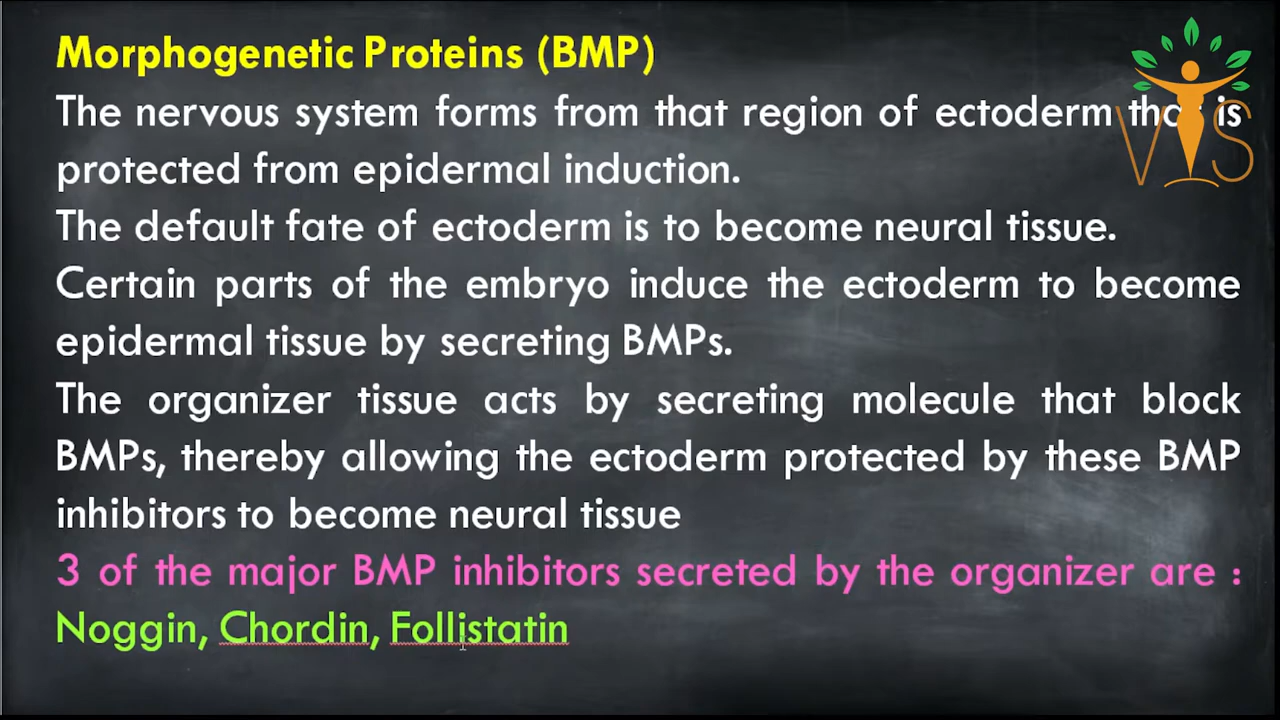 Morphogenetic Proteins (BMP)
The nervous system forms from that region of ectoderm that is
protected from epidermal induction.
The default fate of ectoderm is to become neural tissue.
Certain parts of the embryo induce the ectoderm to become
epidermal tissue by secreting BMPs.
The organizer tissue acts by secreting molecule that block
BMPs, thereby allowing the ectoderm protected by these BMP
inhibitors to become neural tissue
3 of the major BMP inhibitors secreted by the organizer are :
Noggin, Chordin, Follistatin
VIS